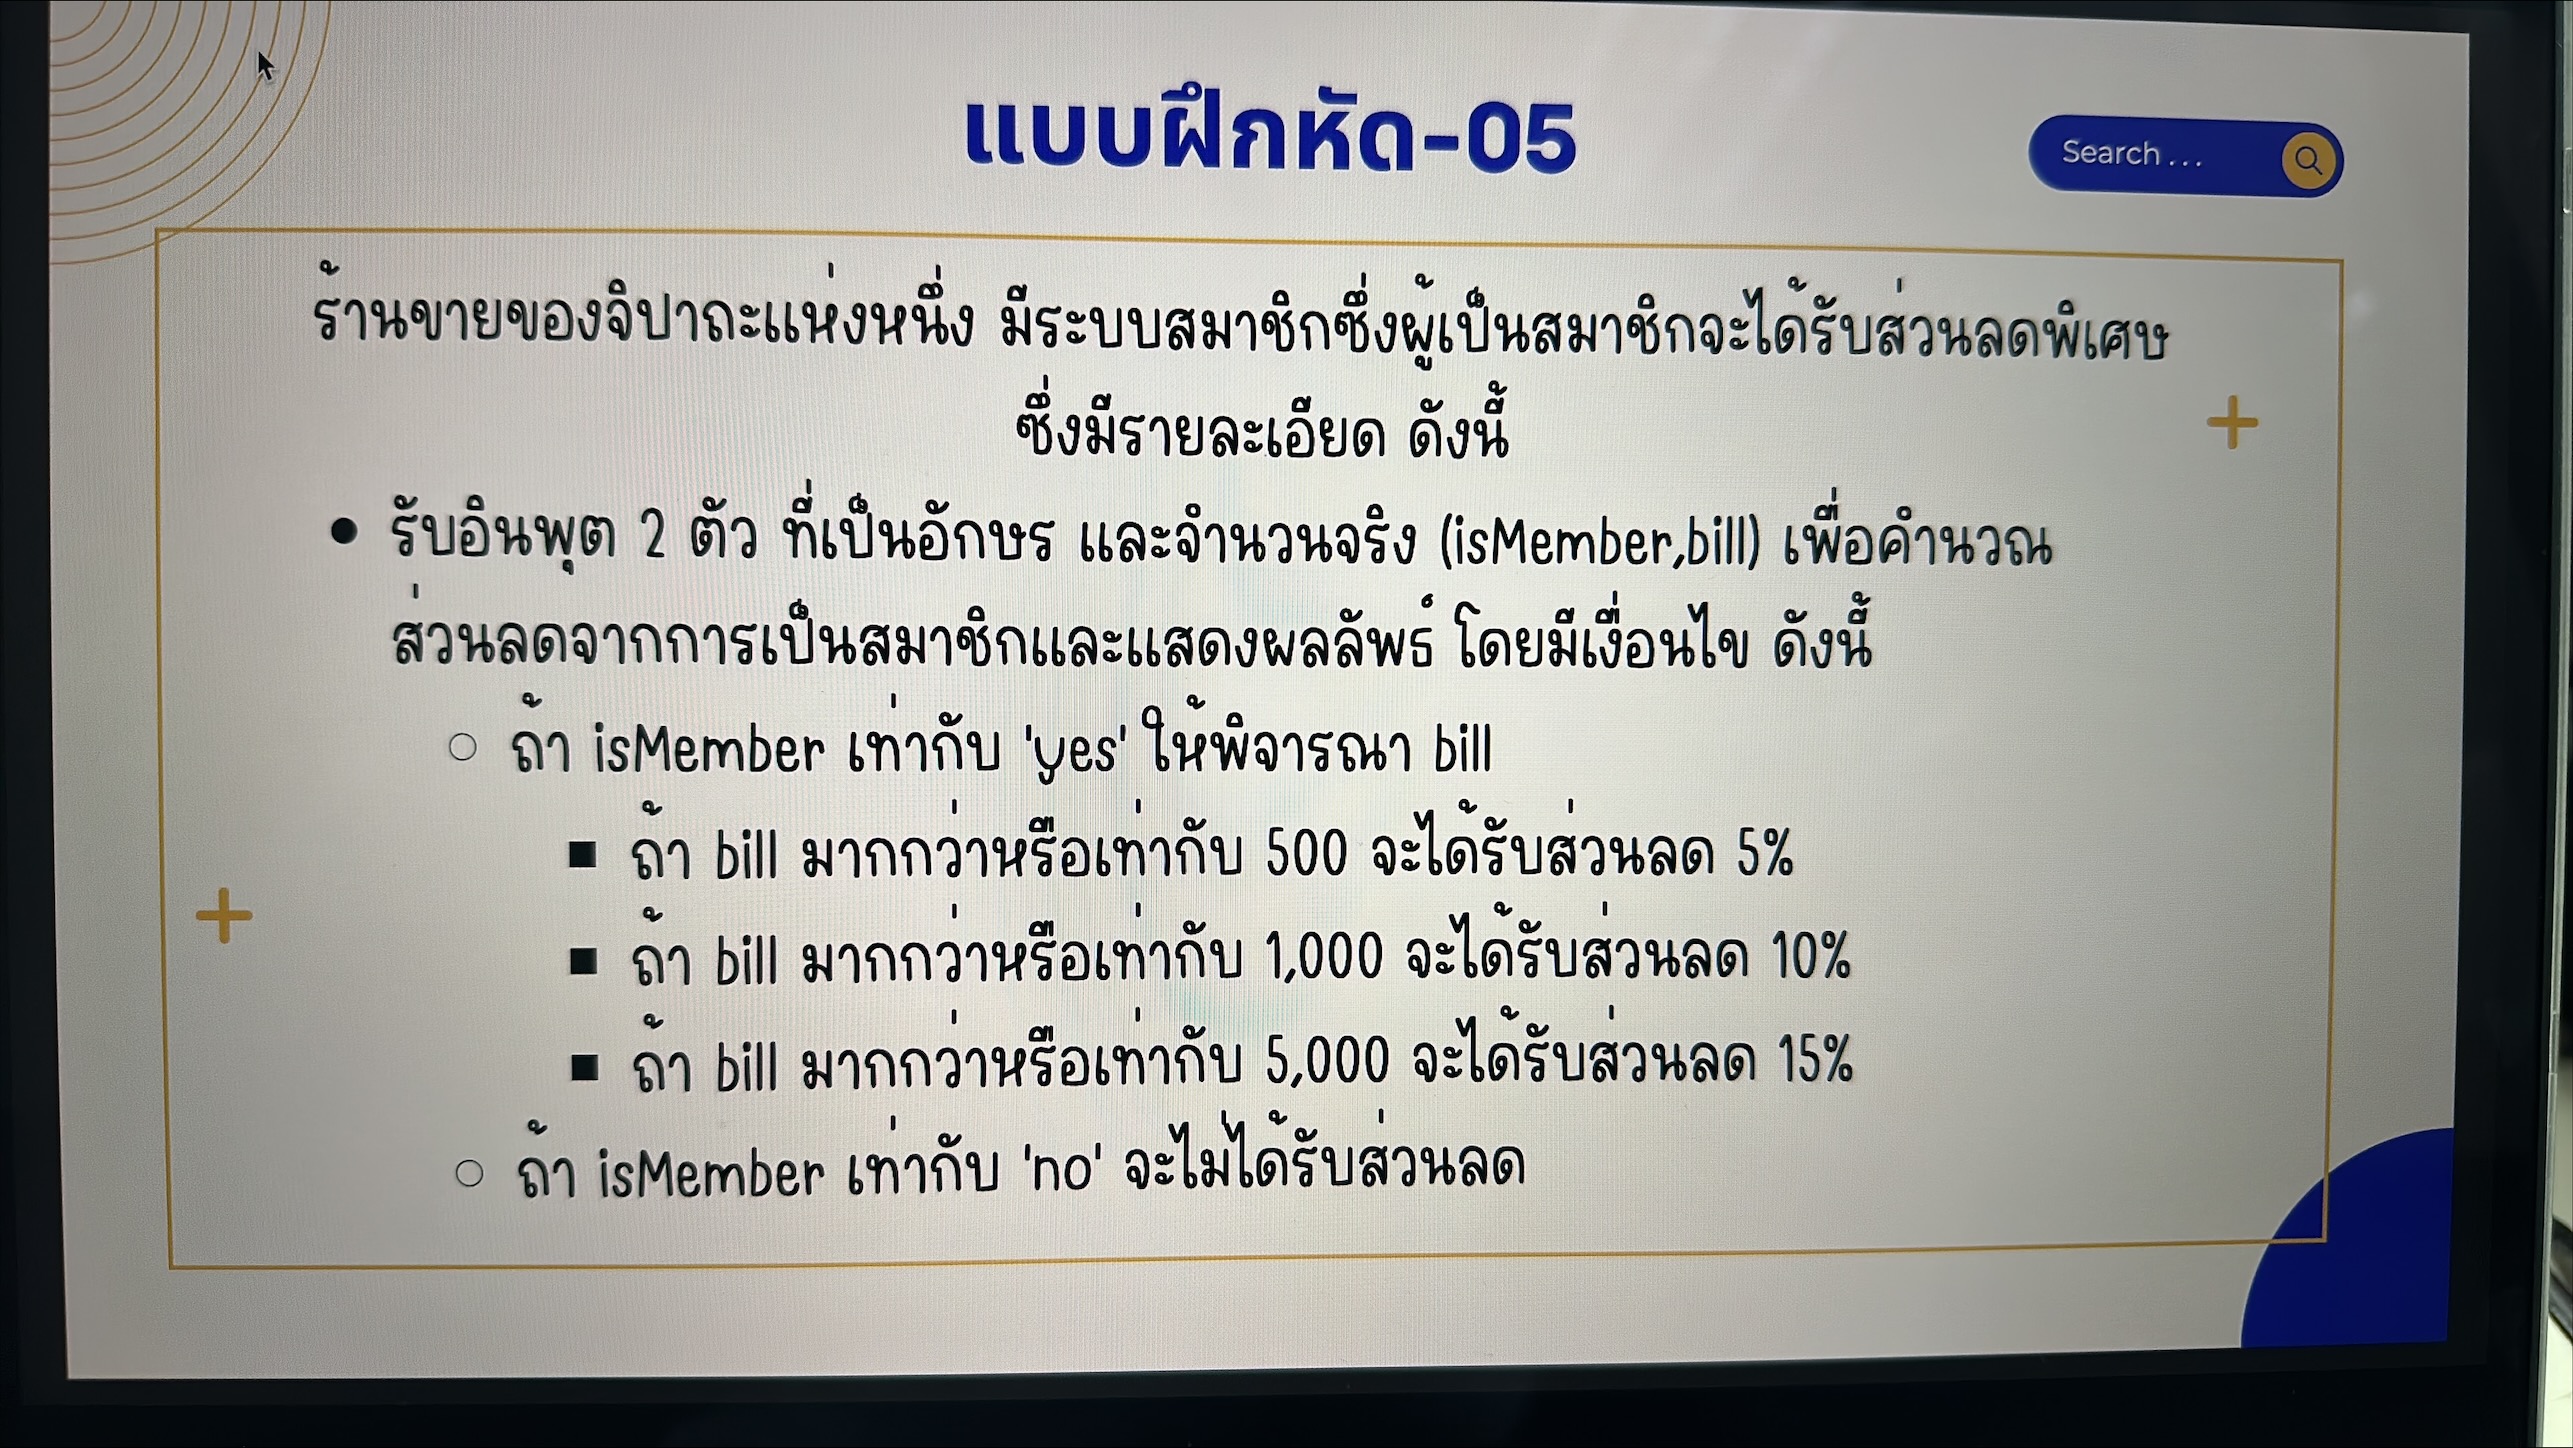 แบบฝึกหัด-05
Search ...
ร้านขายของจิปาถะแห่งหนึ่ง มีระบบสมาชิกซึ่งผู้เป็นสมาชิกจะได้รับส่วนลดพิเศษ
ซึ่งมีรายละเอียด ดังนี้
• รับอินพุต 2 ตัว ที่เป็นอักษร และจำนวนจริง (isMember,bill) เพื่อคำนวณ
ส่วนลดจากการเป็นสมาชิกและแสดงผลลัพธ์ โดยมีเงื่อนไข ดังนี้
○ ถ้า isMember เท่ากับ 'yes' ให้พิจารณา bill
■ ถ้า bill มากกว่าหรือเท่ากับ 500 จะได้รับส่วนลด 5%
■ ถ้า bill มากกว่าหรือเท่ากับ 1,000 จะได้รับส่วนลด 10%
■ ถ้า bill มากกว่าหรือเท่ากับ 5,000 จะได้รับส่วนลด 15%
○ ถ้า isMember เท่ากับ 'no' จะไม่ได้รับส่วนลด